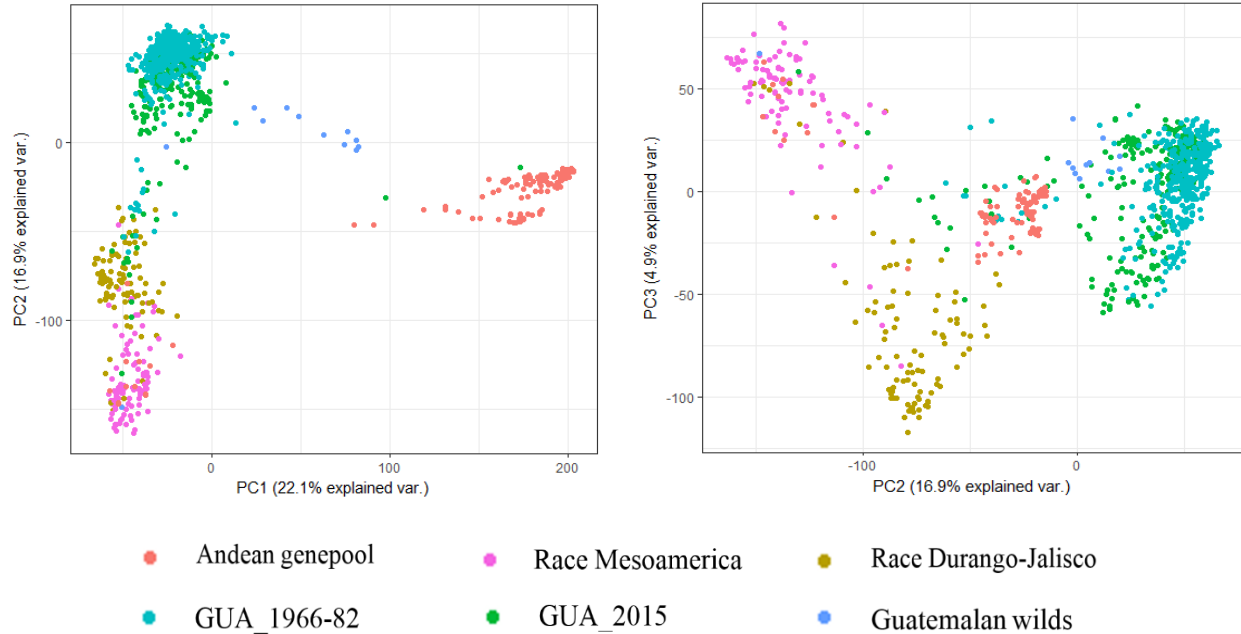 0
-100
PC2 (16.9% explained var.)
0
100
200
PC1 (22.1% explained var.)
50
0
-50
-100
PC3 (4.9% explained var.)
-100
0
PC2 (16.9% explained var.)
Andean genepool
Race Mesoamerica
Race Durango-Jalisco
GUA_1966-82
GUA_2015
Guatemalan wilds